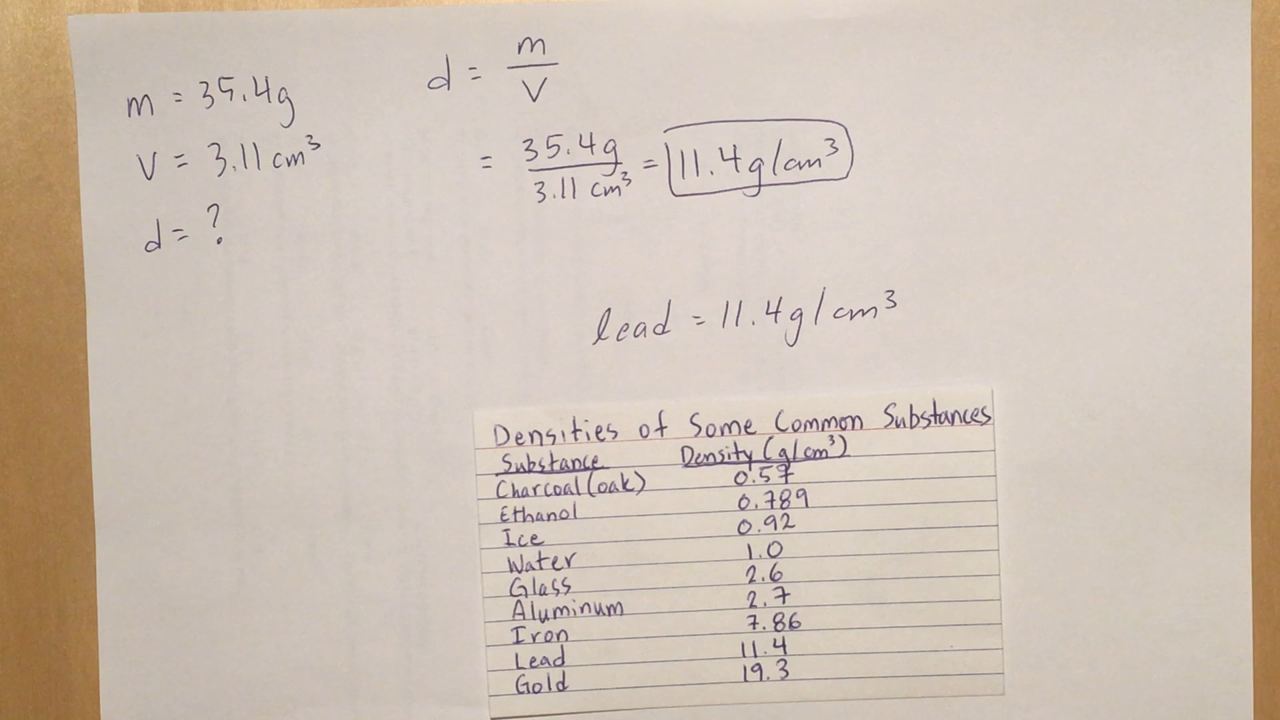 m = 35.4g
V = 3.11 cm³
d = ?
d = m/V
= 35.4g/3.11 cm³ = 11.4g/cm³
lead = 11.4g/cm³
Densities of Some Common Substances
Substance Density (g/cm³)
Charcoal (oak) 0.57
Ethanol 0.789
Ice 0.92
Water 1.0
Glass 2.6
Aluminum 2.7
Iron 7.86
Lead 11.4
Gold 19.3